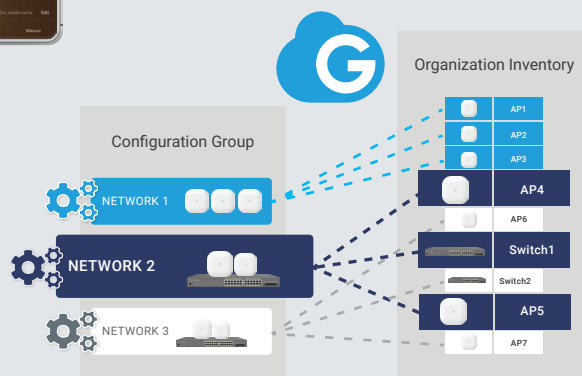 Manual
G
Organization Inventory
Configuration Group
AP1
AP2
AP3
NETWORK 1
AP4
AP6
NETWORK 2
Switch1
Switch2
AP5
NETWORK 3
AP7